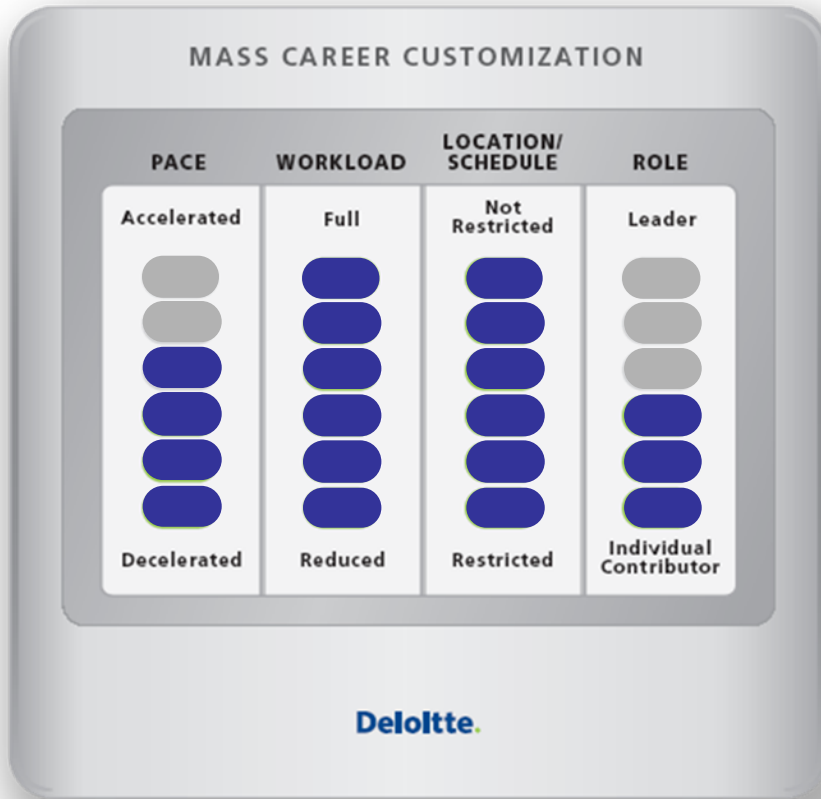 MASS CAREER CUSTOMIZATION
PACE
WORKLOAD
LOCATION/
SCHEDULE
ROLE
Accelerated
Full
Not
Restricted
Leader
Decelerated
Reduced
Restricted
Individual
Contributor
Deloitte.